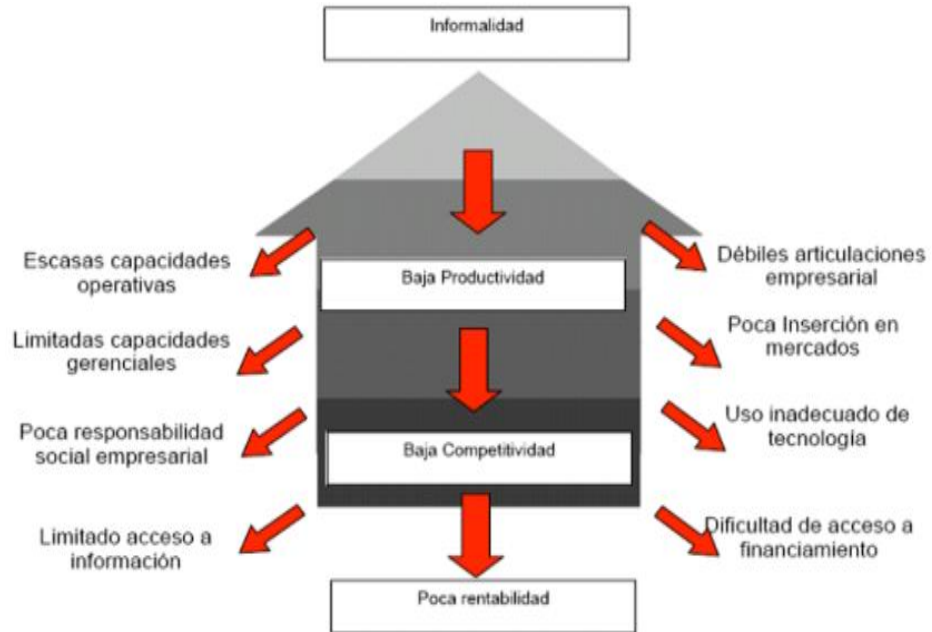 Informalidad
Escasas capacidades
operativas
Débiles articulaciones
empresarial
Baja Productividad
Limitadas capacidades
gerenciales
Poca Inserción en
mercados
Poca responsabilidad
social empresarial
Uso inadecuado de
tecnología
Baja Competitividad
Limitado acceso a
información
Dificultad de acceso a
financiamiento
Poca rentabilidad